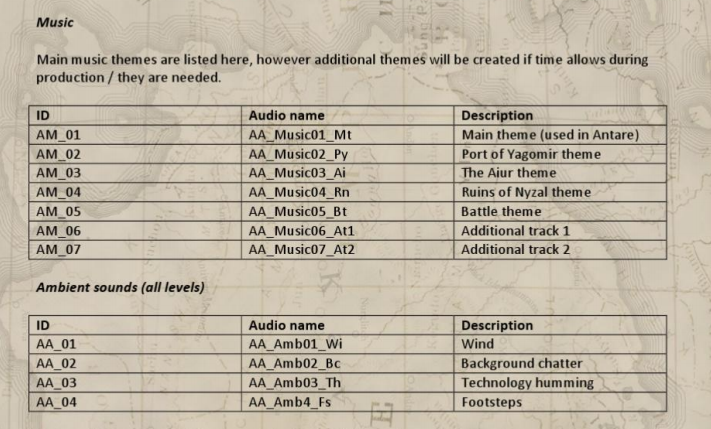 Music
Main music themes are listed here, however additional themes will be created if time allows during
production / they are needed.
ID Audio name Description
AM_01 AA_Music01_Mt Main theme (used in Antare)
AM_02 AA_Music02_Py Port of Yagomir theme
AM_03 AA_Music03_Ai The Aiur theme
AM_04 AA_Music04_Rn Ruins of Nyzal theme
AM_05 AA_Music05_Bt Battle theme
AM_06 AA_Music06_At1 Additional track 1
AM_07 AA_Music07_At2 Additional track 2
Ambient sounds (all levels)
ID Audio name Description
AA_01 AA_Amb01_Wi Wind
AA_02 AA_Amb02_Bc Background chatter
AA_03 AA_Amb03_Th Technology humming
AA_04 AA_Amb4_Fs Footsteps